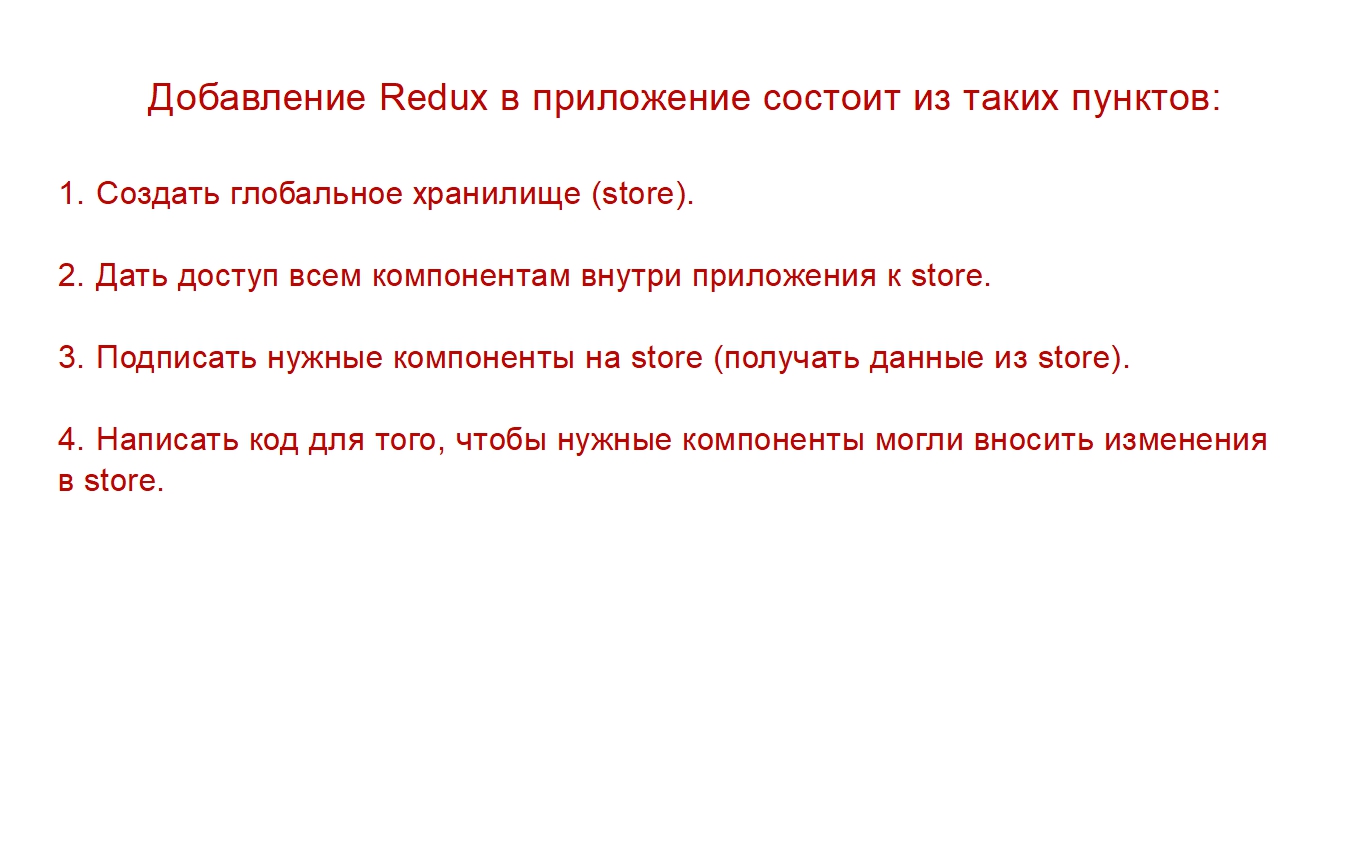 Добавление Redux в приложение состоит из таких пунктов:
1. Создать глобальное хранилище (store).
2. Дать доступ всем компонентам внутри приложения к store.
3. Подписать нужные компоненты на store (получать данные из store).
4. Написать код для того, чтобы нужные компоненты могли вносить изменения
в store.